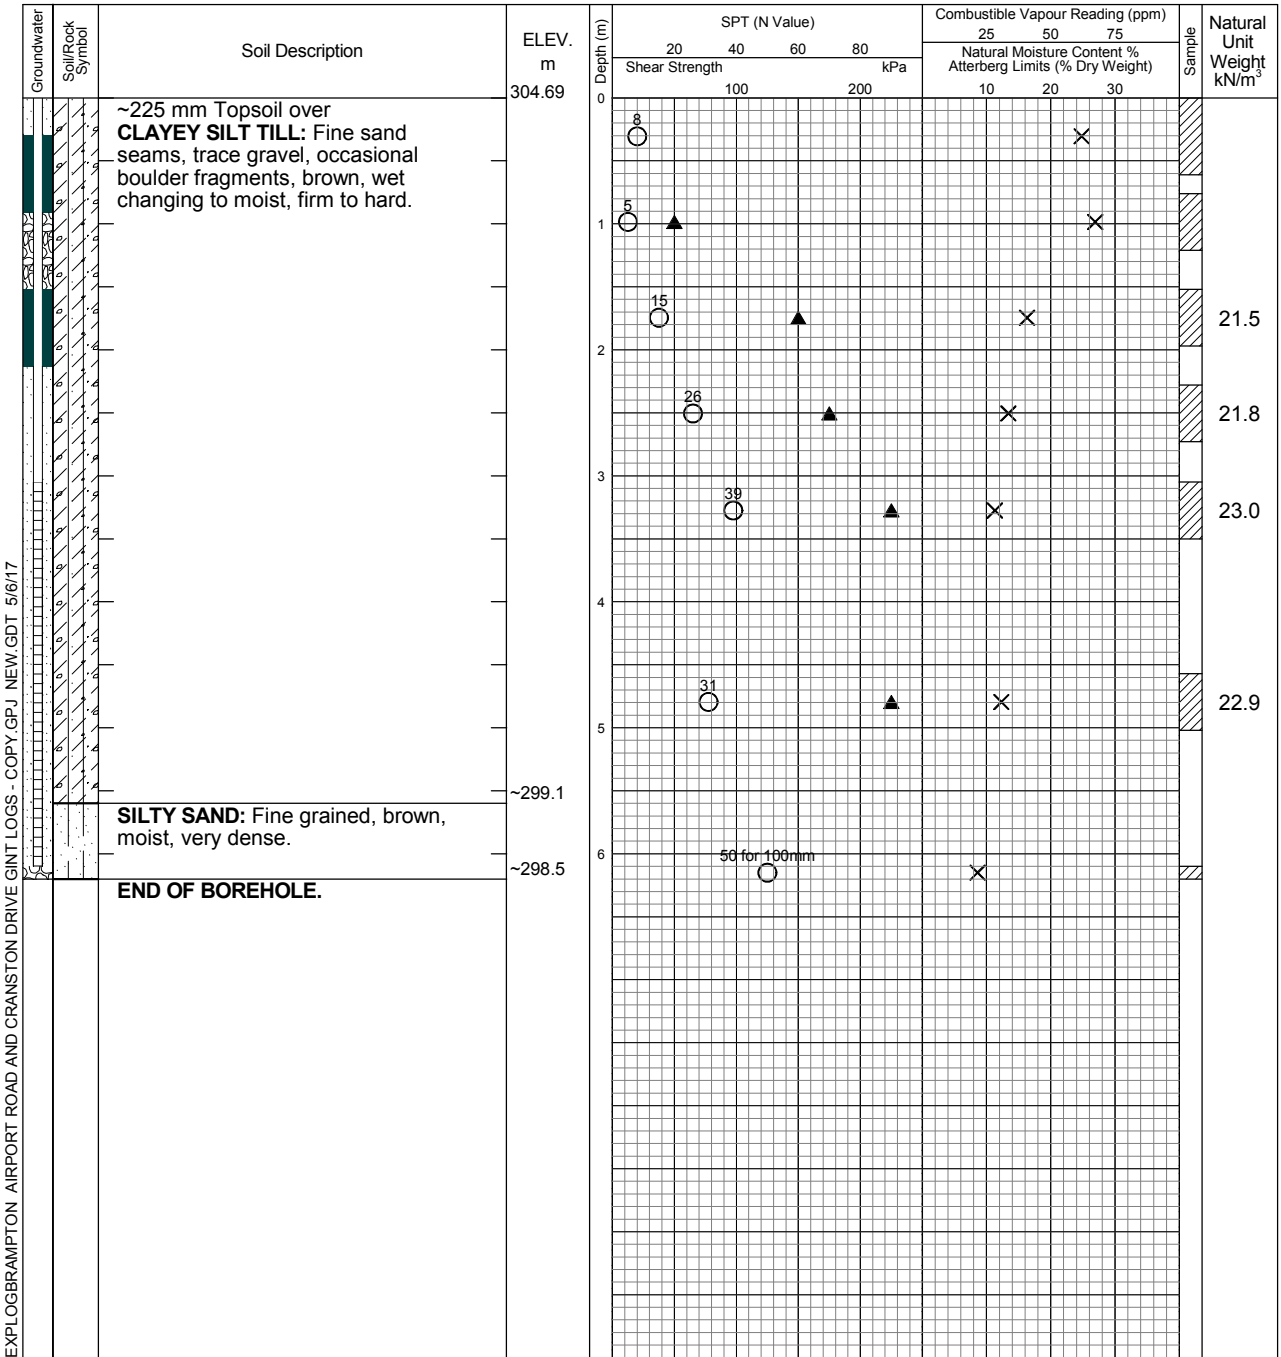 Groundwater
Soil/Rock
Symbol
Soil Description
ELEV.
m
304.69
Depth (m)
0
SPT (N Value)
20 40 60 80
Shear Strength kPa
100 200
Combustible Vapour Reading (ppm)
25 50 75
Natural Moisture Content %
Atterberg Limits (% Dry Weight)
10 20 30
Sample
Natural
Unit
Weight
kN/m³
~225 mm Topsoil over
CLAYEY SILT TILL: Fine sand
seams, trace gravel, occasional
boulder fragments, brown, wet
changing to moist, firm to hard.
8
5
1
15
21.5
2
26
21.8
3
39
23.0
4
31
22.9
5
~299.1
SILTY SAND: Fine grained, brown,
moist, very dense.
6
50 for 100mm
~298.5
END OF BOREHOLE.
EXPLOGBRAMPTON AIRPORT ROAD AND CRANSTON DRIVE GINT LOGS - COPY.GPJ NEW.GDT 5/6/17